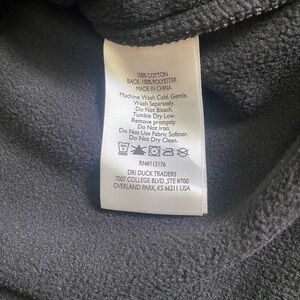 100% COTTON
BACK: 100% POLYESTER
MADE IN CHINA
Machine Wash Cold. Gentle.
Wash Separately.
Do Not Bleach.
Tumble Dry Low.
Remove promptly.
Do Not Iron.
Do Not Use Fabric Softner.
Do Not Dry Clean.
RN#112176
DRI DUCK TRADERS
7007 COLLEGE BLVD ,STE #700
OVERLAND PARK, KS 66211 USA